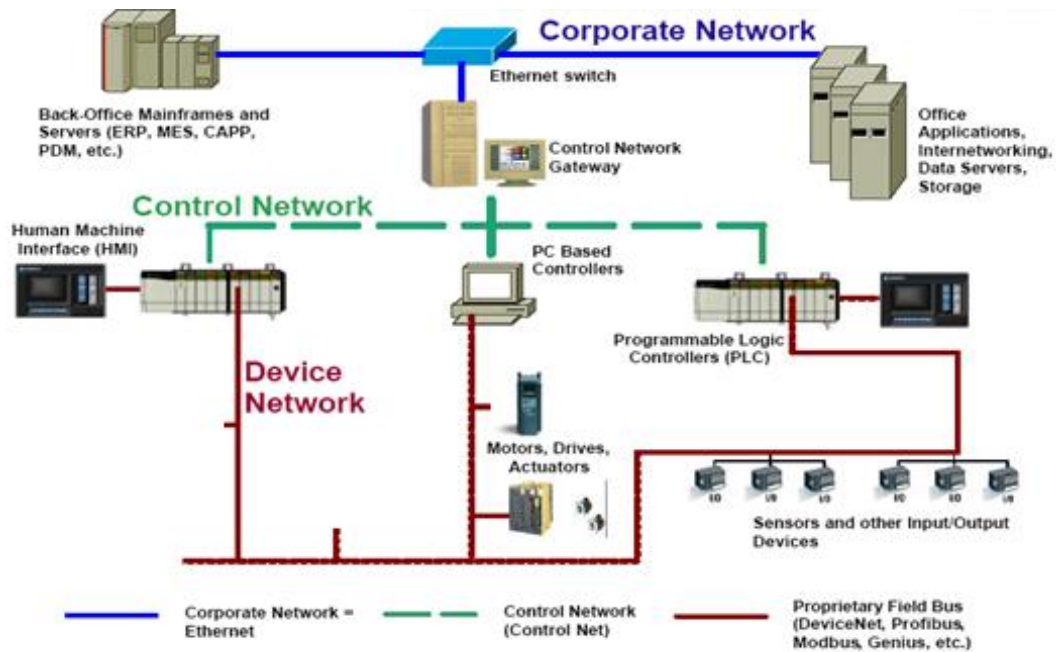 Corporate Network
Ethernet switch
Back-Office Mainframes and
Servers (ERP, MES, CAPP,
PDM, etc.)
Control Network
Gateway
Office
Applications,
Internetworking,
Data Servers,
Storage
Control Network
Human Machine
Interface (HMI)
PC Based
Controllers
Programmable Logic
Controllers (PLC)
Device
Network
Motors, Drives,
Actuators
I/O
I/O
I/O
I/O
I/O
I/O
Sensors and other Input/Output
Devices
Corporate Network =
Ethernet
Control Network
(Control Net)
Proprietary Field Bus
(DeviceNet, Profibus,
Modbus, Genius, etc.)